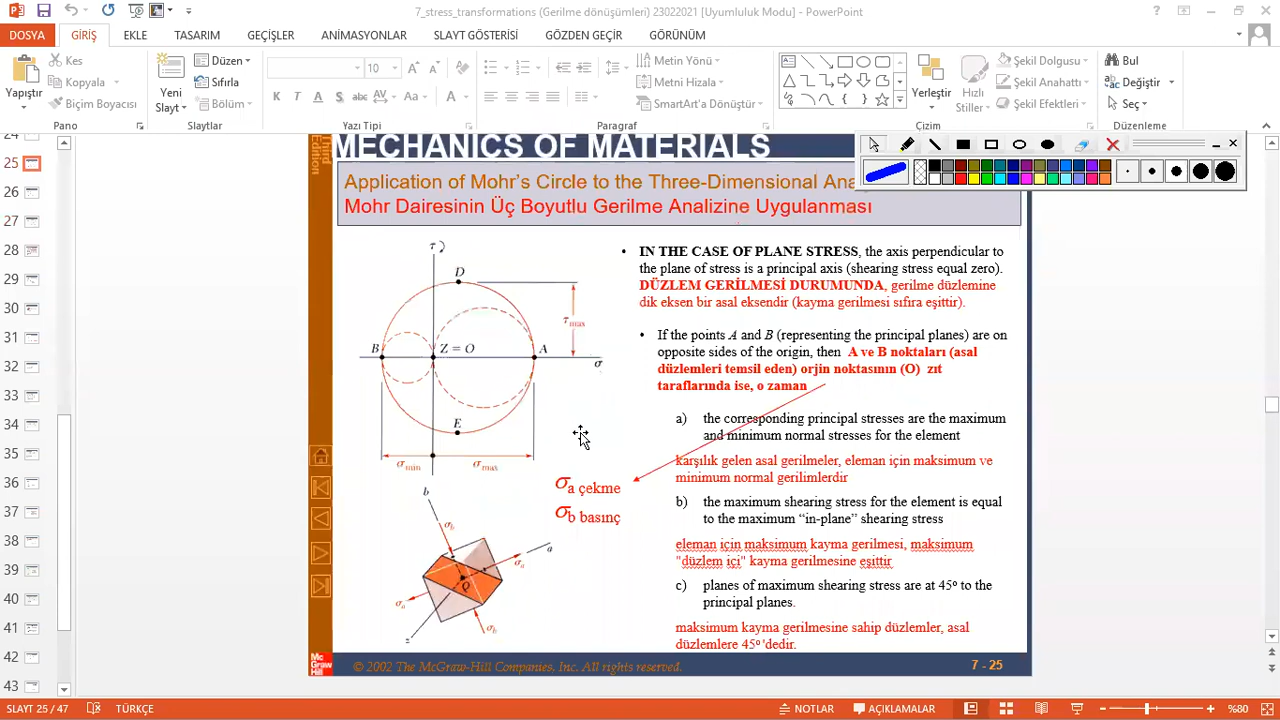 7_stress_transformations (Gerilme dönüşümleri) 23022021 [Uyumluluk Modu] - PowerPoint
DOSYA GİRİŞ EKLE TASARIM GEÇİŞLER ANİMASYONLAR SLAYT GÖSTERİSİ GÖZDEN GEÇİR GÖRÜNÜM
Yapıştır
Kes
Kopyala
Biçim Boyacısı
Pano
Yeni
Slayt
Düzen
Sıfırla
Bölüm
Slaytlar
10
K T A S abc AV Aa A
Yazı Tipi
Metin Yönü
Metni Hizala
SmartArt'a Dönüştür
Paragraf
Yerleştir
Hızlı
Stiller
Şekil Dolgusu
Şekil Anahattı
Şekil Efektleri
Çizim
Bul
Değiştir
Seç
Düzenleme
24
25
26
27
28
29
30
31
32
33
34
35
36
37
38
39
40
41
42
43
Third
Edition
MECHANICS OF MATERIALS
Application of Mohr's Circle to the Three-Dimensional Ana
Mohr Dairesinin Üç Boyutlu Gerilme Analizine Uygulanması
τ
D
τmax
B
Z = O
A
σ
E
σmin
σmax
σa çekme
σb basınç
b
σb
a
σa
Q
σa
σb
z
• IN THE CASE OF PLANE STRESS, the axis perpendicular to
the plane of stress is a principal axis (shearing stress equal zero).
DÜZLEM GERİLMESİ DURUMUNDA, gerilme düzlemine
dik eksen bir asal eksendir (kayma gerilmesi sıfıra eşittir).
• If the points A and B (representing the principal planes) are on
opposite sides of the origin, then A ve B noktaları (asal
düzlemleri temsil eden) orjin noktasının (O) zıt
taraflarında ise, o zaman
a) the corresponding principal stresses are the maximum
and minimum normal stresses for the element
karşılık gelen asal gerilmeler, eleman için maksimum ve
minimum normal gerilimlerdir
b) the maximum shearing stress for the element is equal
to the maximum “in-plane” shearing stress
eleman için maksimum kayma gerilmesi, maksimum
"düzlem içi" kayma gerilmesine eşittir
c) planes of maximum shearing stress are at 45º to the
principal planes.
maksimum kayma gerilmesine sahip düzlemler, asal
düzlemlere 45º 'dedir.
Mc
Graw
Hill
© 2002 The McGraw-Hill Companies, Inc. All rights reserved.
7 - 25
SLAYT 25 / 47 TÜRKÇE NOTLAR AÇIKLAMALAR %80